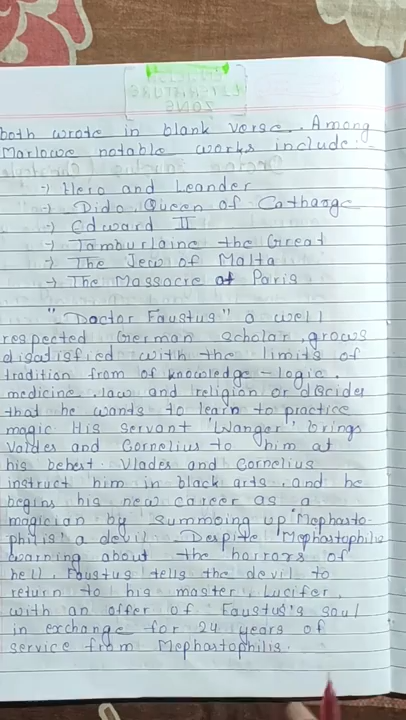 both wrote in blank verse. Among
Marlowe notable works include:-
-> Hero and Leander
-> Dido, Queen of Catharge
-> Edward II
-> Tamburlaine the Great
-> The Jew of Malta
-> The Massacre at Paris
"Doctor Faustus" a well
respected German scholar, grows
disatisfied with the limits of
tradition from of knowledge - logic,
medicine, law and religion or decides
that he wants to learn to practice
magic His servant 'Wanger' brings
Valdes and Cornelius to him at
his behest. Vlades and Cornelius
instruct him in black arts, and he
begins his new career as a
magician by summoing up "Mephasto-
philis' a devil. Despite Mephastophilis
warning about the horrors of
hell, Faustus tells the devil to
return to his master, Lucifer,
with an offer of Faustus's soul
in exchange for 24 years of
service from Mephastophilis.